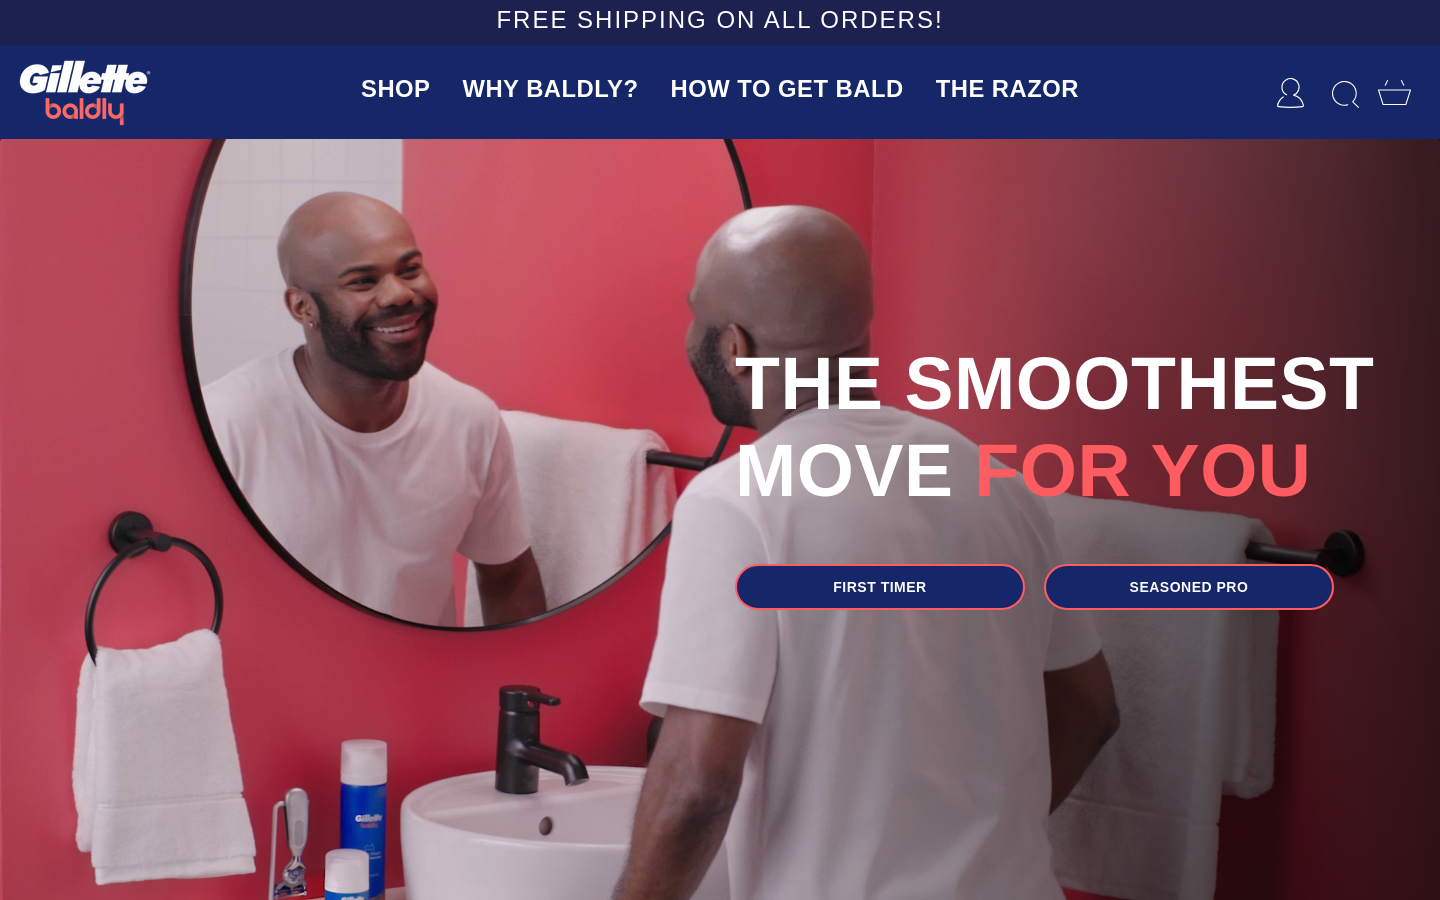 FREE SHIPPING ON ALL ORDERS!
Gillette
baldly
SHOP WHY BALDLY? HOW TO GET BALD THE RAZOR
THE SMOOTHEST
MOVE FOR YOU
FIRST TIMER SEASONED PRO
Gillette
baldly
Gillette